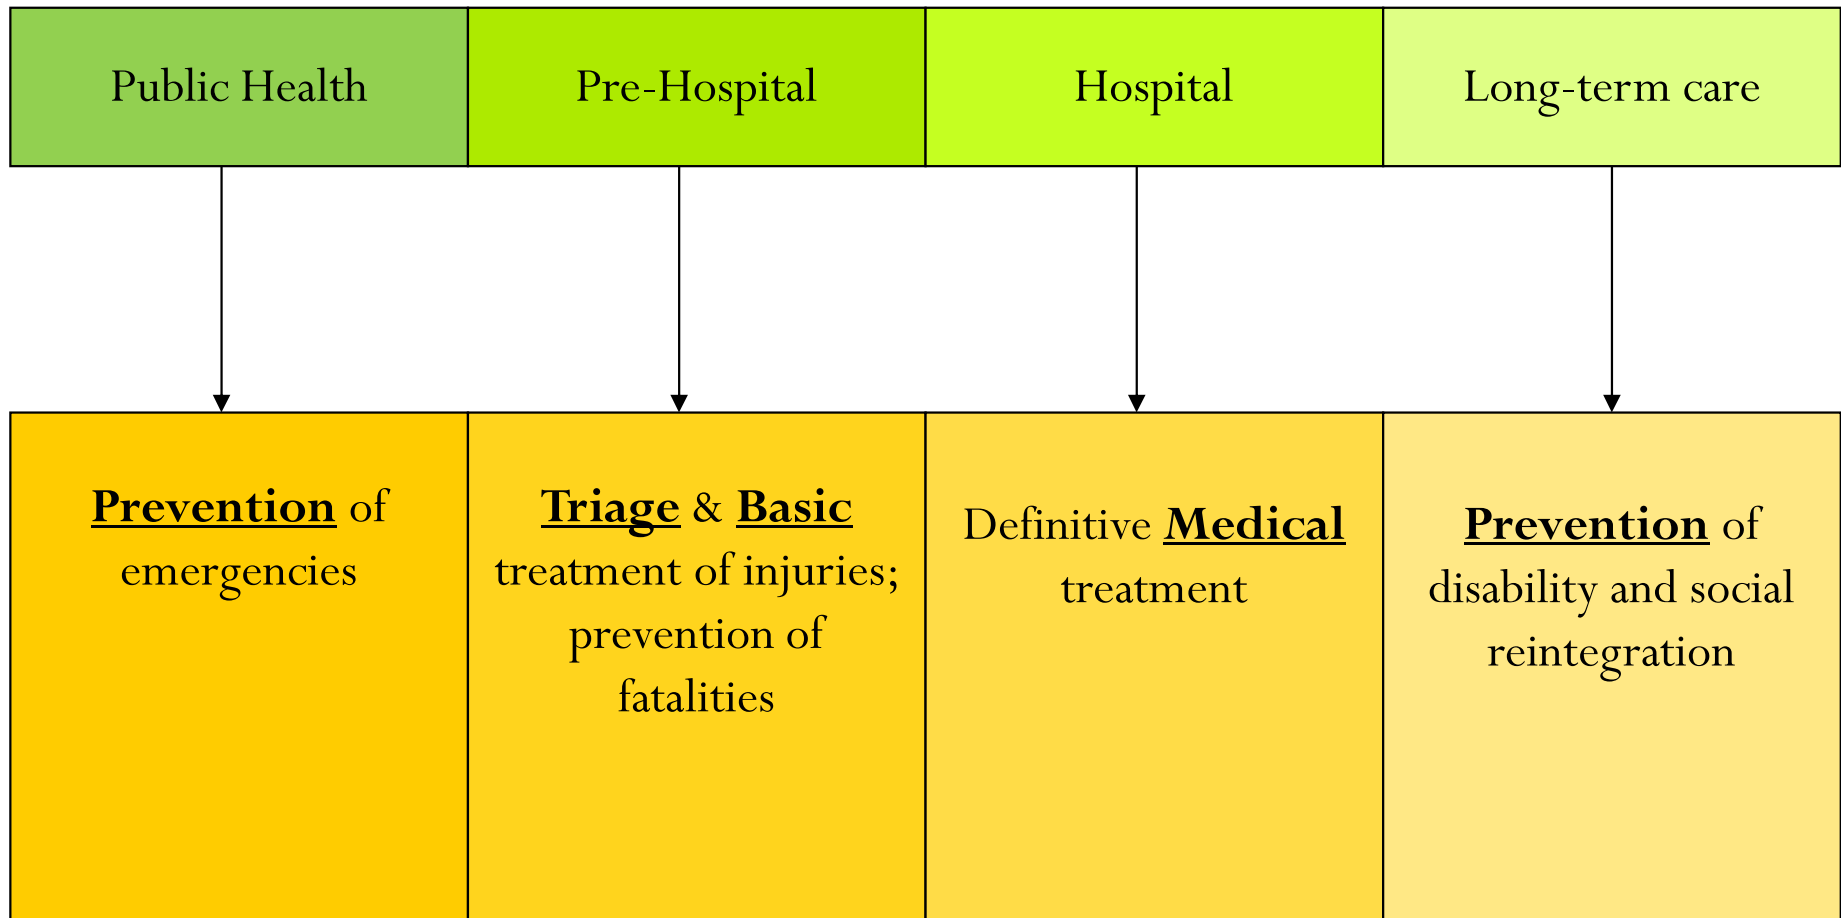 Public Health
Pre-Hospital
Hospital
Long-term care
Prevention of
emergencies
Triage & Basic
treatment of injuries;
prevention of
fatalities
Definitive Medical
treatment
Prevention of
disability and social
reintegration